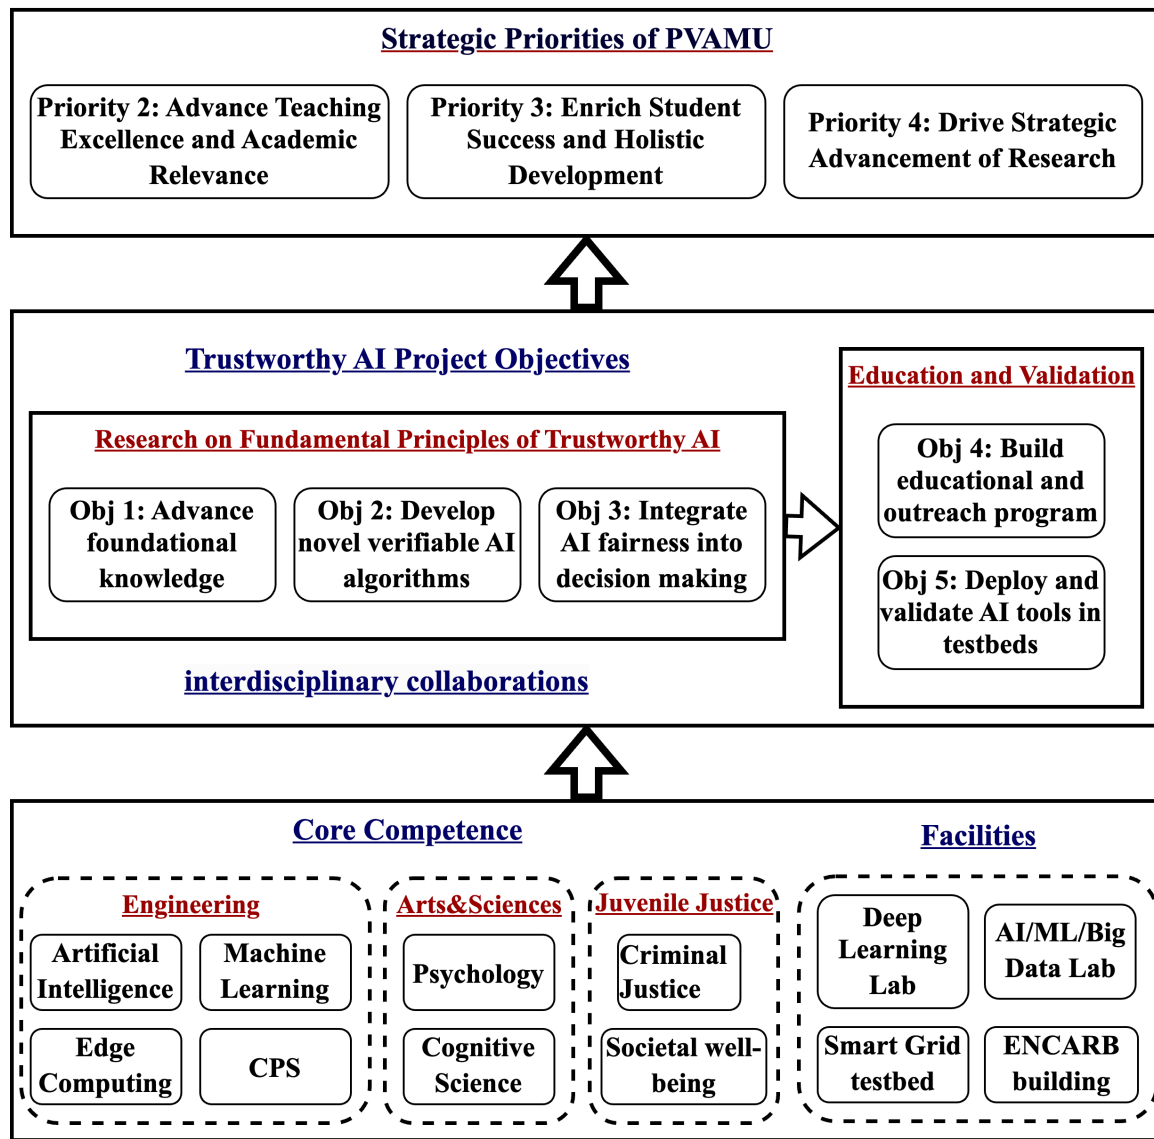 Strategic Priorities of PVAMU
Priority 2: Advance Teaching
Excellence and Academic
Relevance
Priority 3: Enrich Student
Success and Holistic
Development
Priority 4: Drive Strategic
Advancement of Research
Trustworthy AI Project Objectives
Research on Fundamental Principles of Trustworthy AI
Obj 1: Advance
foundational
knowledge
Obj 2: Develop
novel verifiable AI
algorithms
Obj 3: Integrate
AI fairness into
decision making
interdisciplinary collaborations
Education and Validation
Obj 4: Build
educational and
outreach program
Obj 5: Deploy and
validate AI tools in
testbeds
Core Competence
Engineering
Artificial
Intelligence
Machine
Learning
Edge
Computing
CPS
Arts&Sciences
Psychology
Cognitive
Science
Juvenile Justice
Criminal
Justice
Societal well-
being
Facilities
Deep
Learning
Lab
AI/ML/Big
Data Lab
Smart Grid
testbed
ENCARB
building